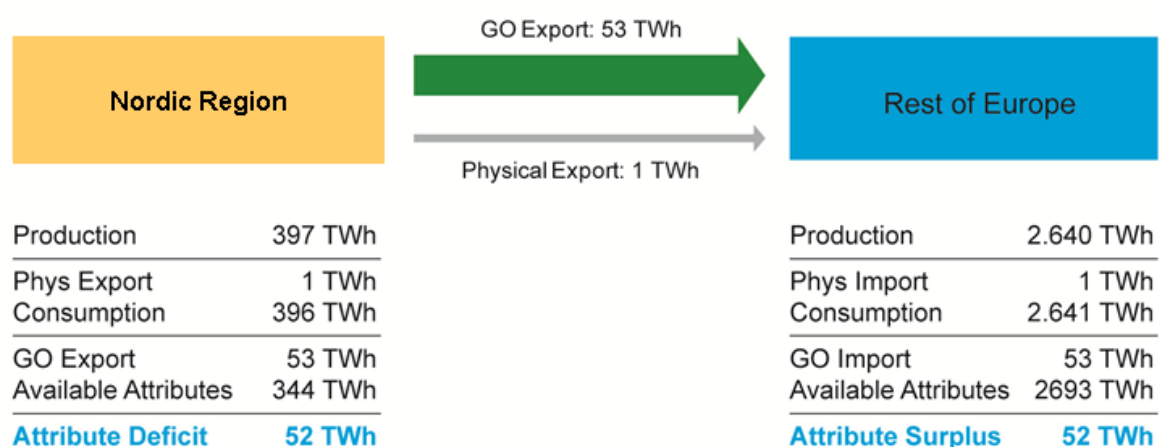 GO Export: 53 TWh
Nordic Region
Rest of Europe
Physical Export: 1 TWh
Production 397 TWh
Phys Export 1 TWh
Consumption 396 TWh
GO Export 53 TWh
Available Attributes 344 TWh
Attribute Deficit 52 TWh
Production 2.640 TWh
Phys Import 1 TWh
Consumption 2.641 TWh
GO Import 53 TWh
Available Attributes 2693 TWh
Attribute Surplus 52 TWh